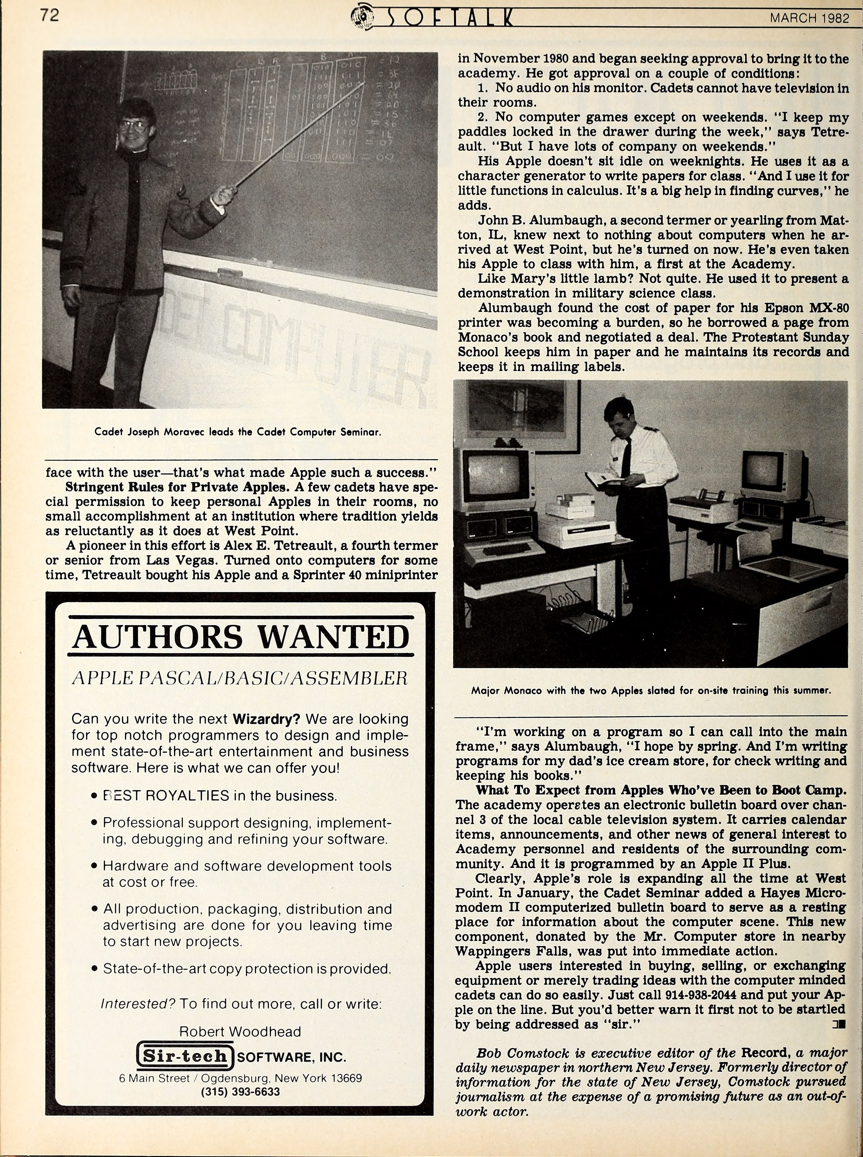 72
SOFTALK
MARCH 1982
CADET COMPUTER
Cadet Joseph Moravec leads the Cadet Computer Seminar.
face with the user—that's what made Apple such a success."
Stringent Rules for Private Apples. A few cadets have spe-
cial permission to keep personal Apples in their rooms, no
small accomplishment at an institution where tradition yields
as reluctantly as it does at West Point.
A pioneer in this effort is Alex E. Tetreault, a fourth termer
or senior from Las Vegas. Turned onto computers for some
time, Tetreault bought his Apple and a Sprinter 40 miniprinter
AUTHORS WANTED
APPLE PASCAL/BASIC/ASSEMBLER
Can you write the next Wizardry? We are looking
for top notch programmers to design and imple-
ment state-of-the-art entertainment and business
software. Here is what we can offer you!
• BEST ROYALTIES in the business.
• Professional support designing, implement-
ing, debugging and refining your software.
• Hardware and software development tools
at cost or free.
• All production, packaging, distribution and
advertising are done for you leaving time
to start new projects.
• State-of-the-art copy protection is provided.
Interested? To find out more, call or write:
Robert Woodhead
Sir-tech SOFTWARE, INC.
6 Main Street / Ogdensburg, New York 13669
(315) 393-6633
in November 1980 and began seeking approval to bring it to the
academy. He got approval on a couple of conditions:
1. No audio on his monitor. Cadets cannot have television in
their rooms.
2. No computer games except on weekends. "I keep my
paddles locked in the drawer during the week," says Tetre-
ault. "But I have lots of company on weekends."
His Apple doesn't sit idle on weeknights. He uses it as a
character generator to write papers for class. "And I use it for
little functions in calculus. It's a big help in finding curves," he
adds.
John B. Alumbaugh, a second termer or yearling from Mat-
ton, IL, knew next to nothing about computers when he ar-
rived at West Point, but he's turned on now. He's even taken
his Apple to class with him, a first at the Academy.
Like Mary's little lamb? Not quite. He used it to present a
demonstration in military science class.
Alumbaugh found the cost of paper for his Epson MX-80
printer was becoming a burden, so he borrowed a page from
Monaco's book and negotiated a deal. The Protestant Sunday
School keeps him in paper and he maintains its records and
keeps it in mailing labels.
Major Monaco with the two Apples slated for on-site training this summer.
"I'm working on a program so I can call into the main
frame," says Alumbaugh, "I hope by spring. And I'm writing
programs for my dad's ice cream store, for check writing and
keeping his books."
What To Expect from Apples Who've Been to Boot Camp.
The academy operates an electronic bulletin board over chan-
nel 3 of the local cable television system. It carries calendar
items, announcements, and other news of general interest to
Academy personnel and residents of the surrounding com-
munity. And it is programmed by an Apple II Plus.
Clearly, Apple's role is expanding all the time at West
Point. In January, the Cadet Seminar added a Hayes Micro-
modem II computerized bulletin board to serve as a resting
place for information about the computer scene. This new
component, donated by the Mr. Computer store in nearby
Wappingers Falls, was put into immediate action.
Apple users interested in buying, selling, or exchanging
equipment or merely trading ideas with the computer minded
cadets can do so easily. Just call 914-938-2044 and put your Ap-
ple on the line. But you'd better warn it first not to be startled
by being addressed as "sir."
Bob Comstock is executive editor of the Record, a major
daily newspaper in northern New Jersey. Formerly director of
information for the state of New Jersey, Comstock pursued
journalism at the expense of a promising future as an out-of-
work actor.